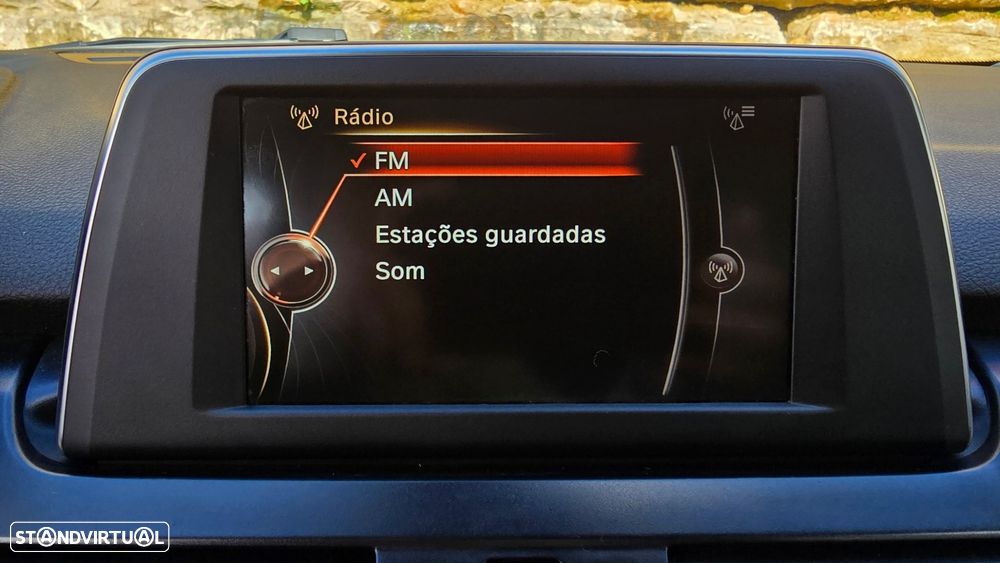 Rádio
FM
AM
Estações guardadas
Som
STANDVIRTUAL